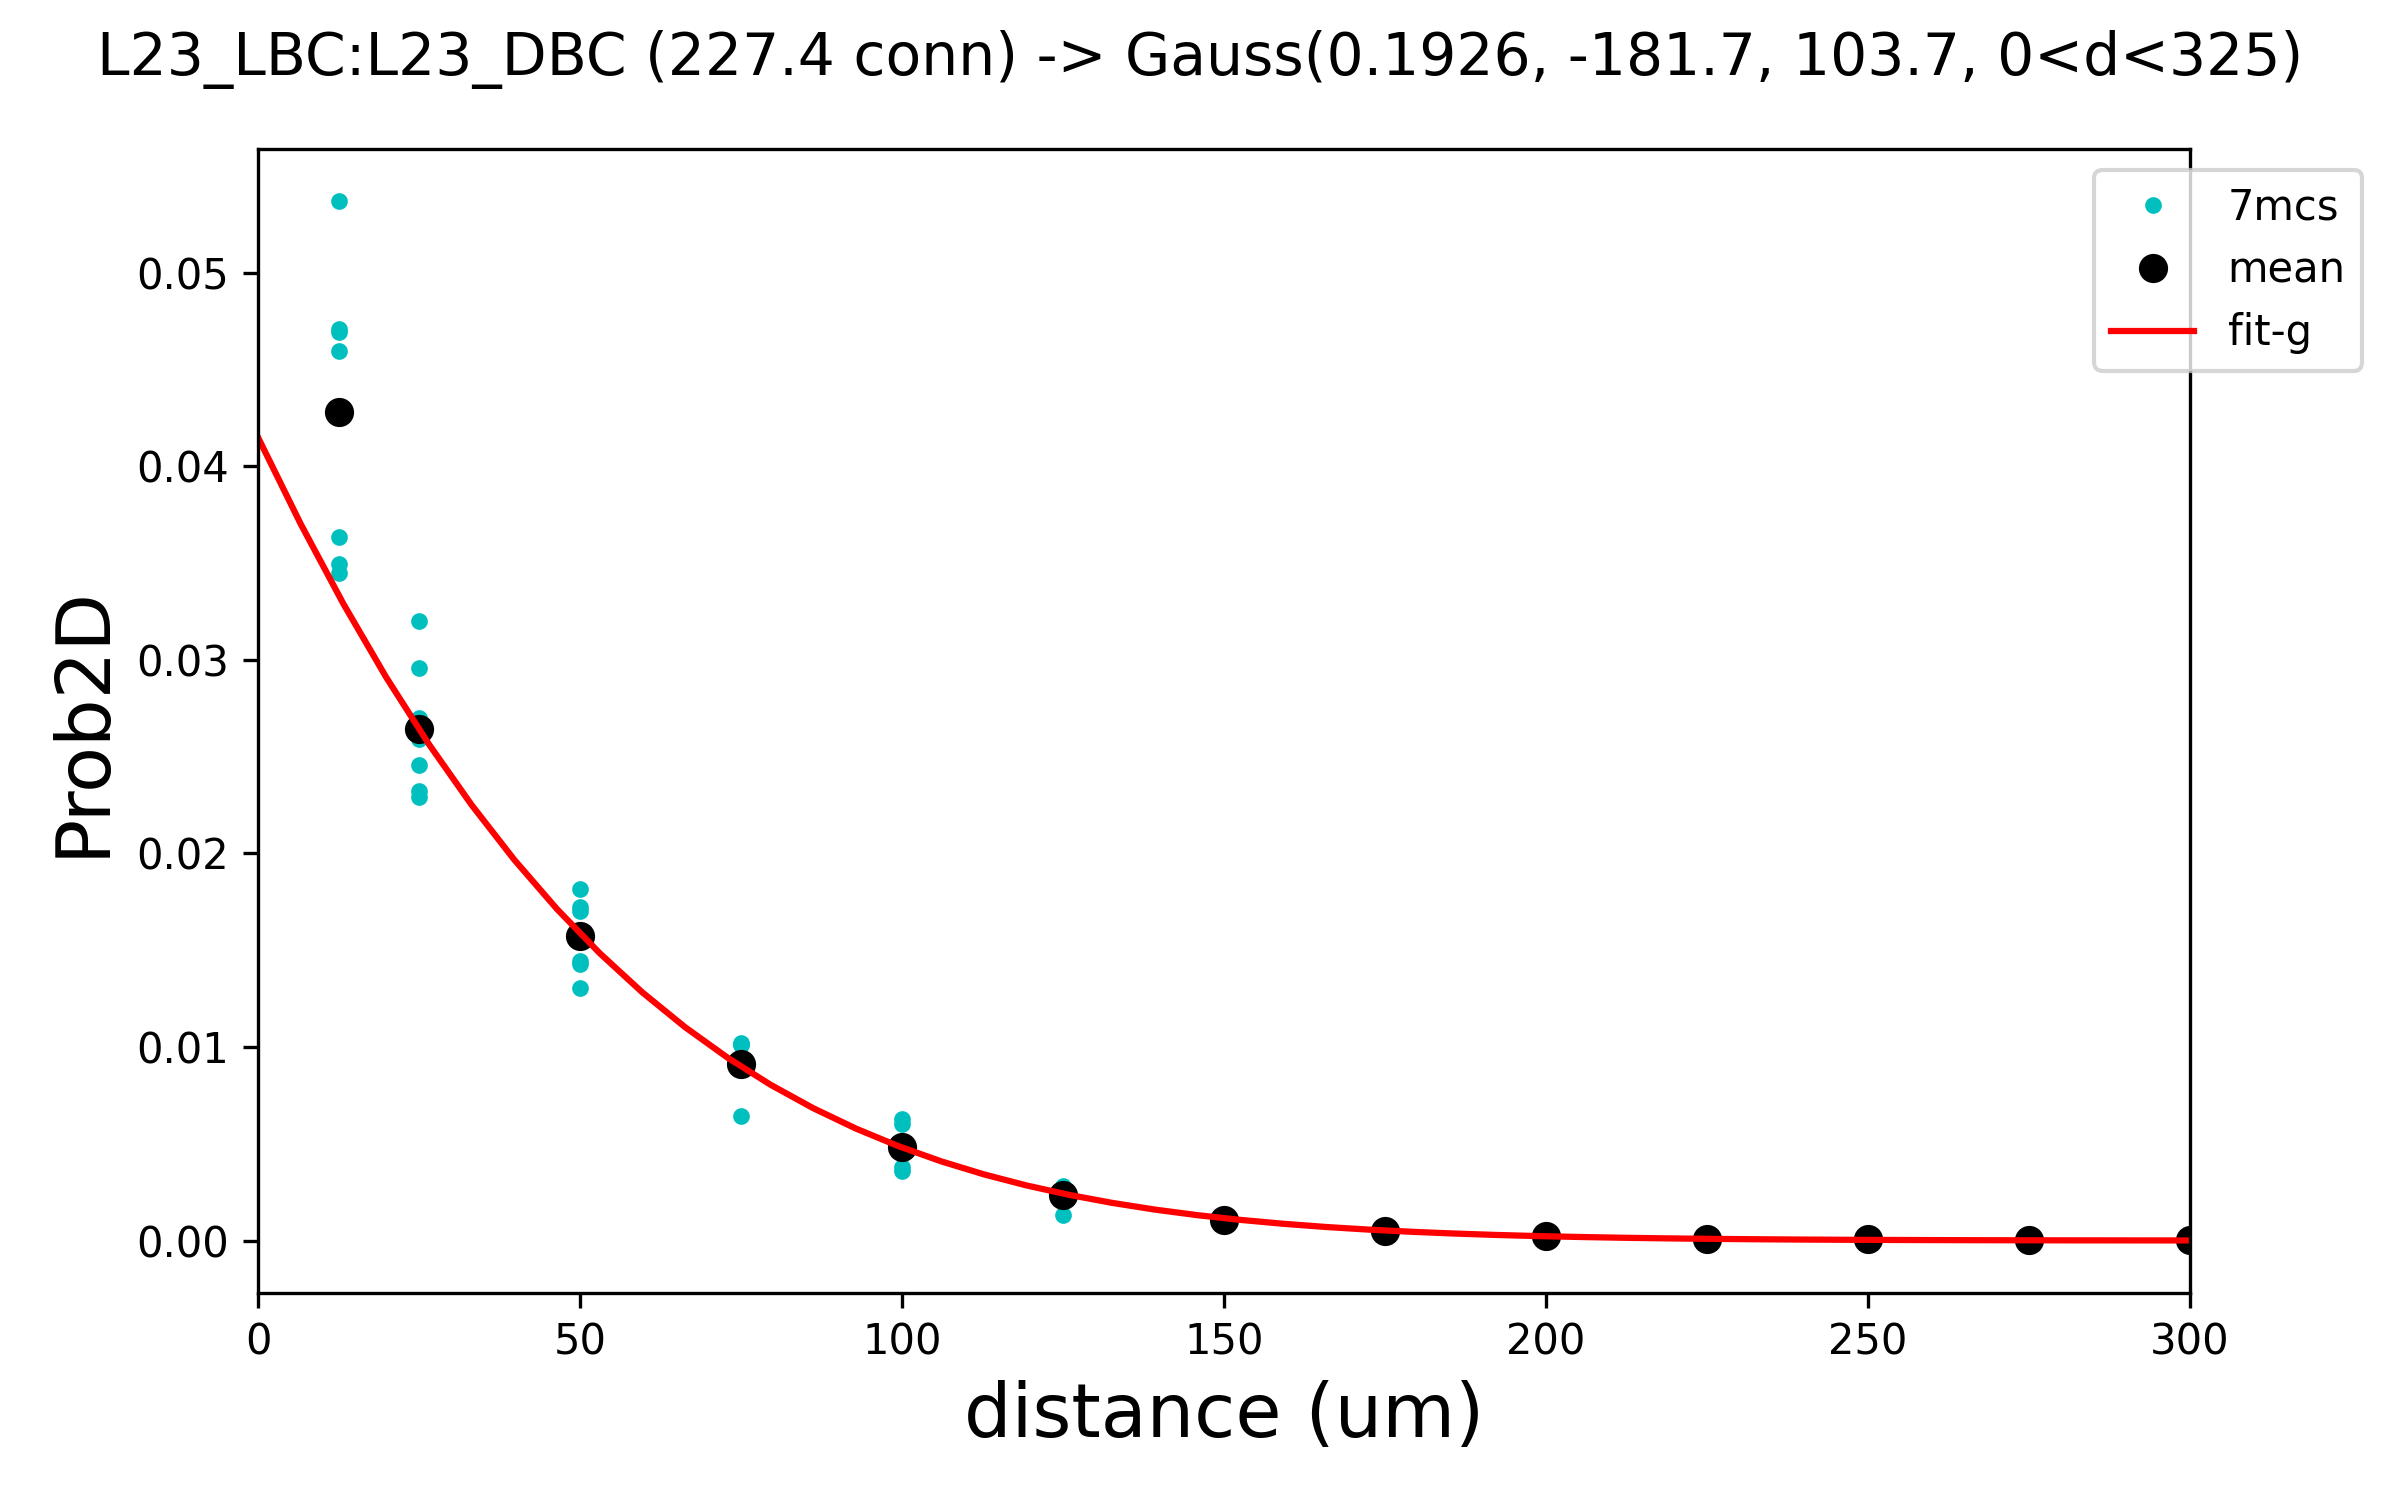 L23_LBC:L23_DBC (227.4 conn) -> Gauss(0.1926, -181.7, 103.7, 0<d<325)
7mcs
mean
fit-g
Prob2D
0.05
0.04
0.03
0.02
0.01
0.00
0 50 100 150 200 250 300
distance (um)